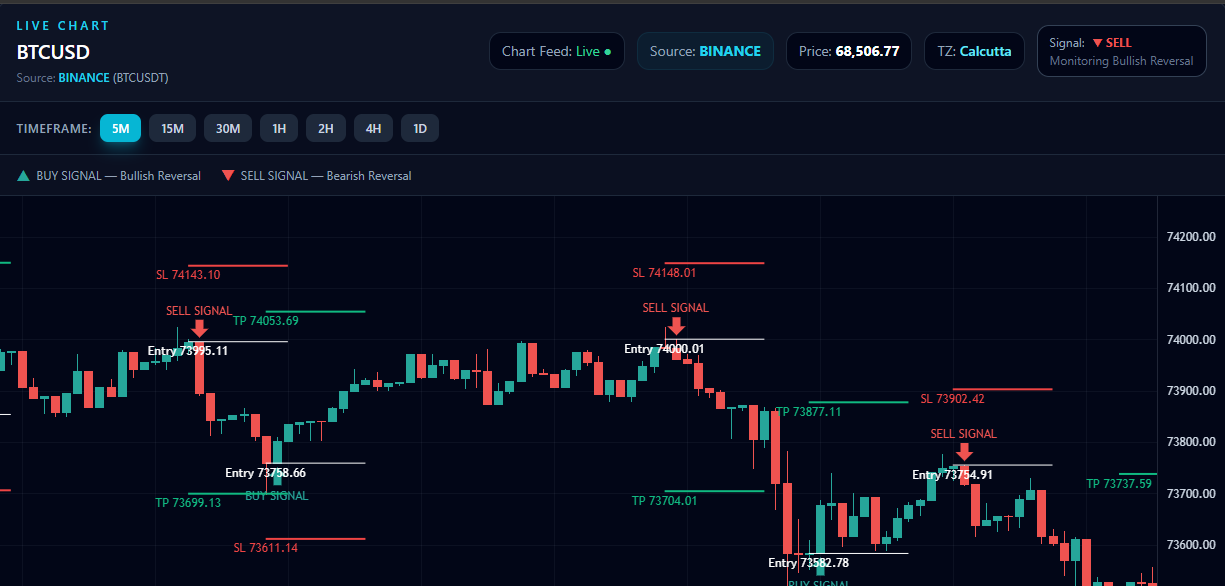 LIVE CHART
BTCUSD
Source: BINANCE (BTCUSDT)
Chart Feed: Live ●
Source: BINANCE
Price: 68,506.77
TZ: Calcutta
Signal: ▼ SELL
Monitoring Bullish Reversal
TIMEFRAME: 5M 15M 30M 1H 2H 4H 1D
▲ BUY SIGNAL — Bullish Reversal ▼ SELL SIGNAL — Bearish Reversal
74200.00
SL 74143.10
SL 74148.01
74100.00
SELL SIGNAL
TP 74053.69
SELL SIGNAL
Entry 73995.11
Entry 74000.01
74000.00
SL 73902.42
73900.00
TP 73877.11
SELL SIGNAL
73800.00
Entry 73758.66
Entry 73754.91
TP 73737.59
BUY SIGNAL
TP 73699.13
TP 73704.01
73700.00
SL 73611.14
73600.00
Entry 73582.78
BUY SIGNAL